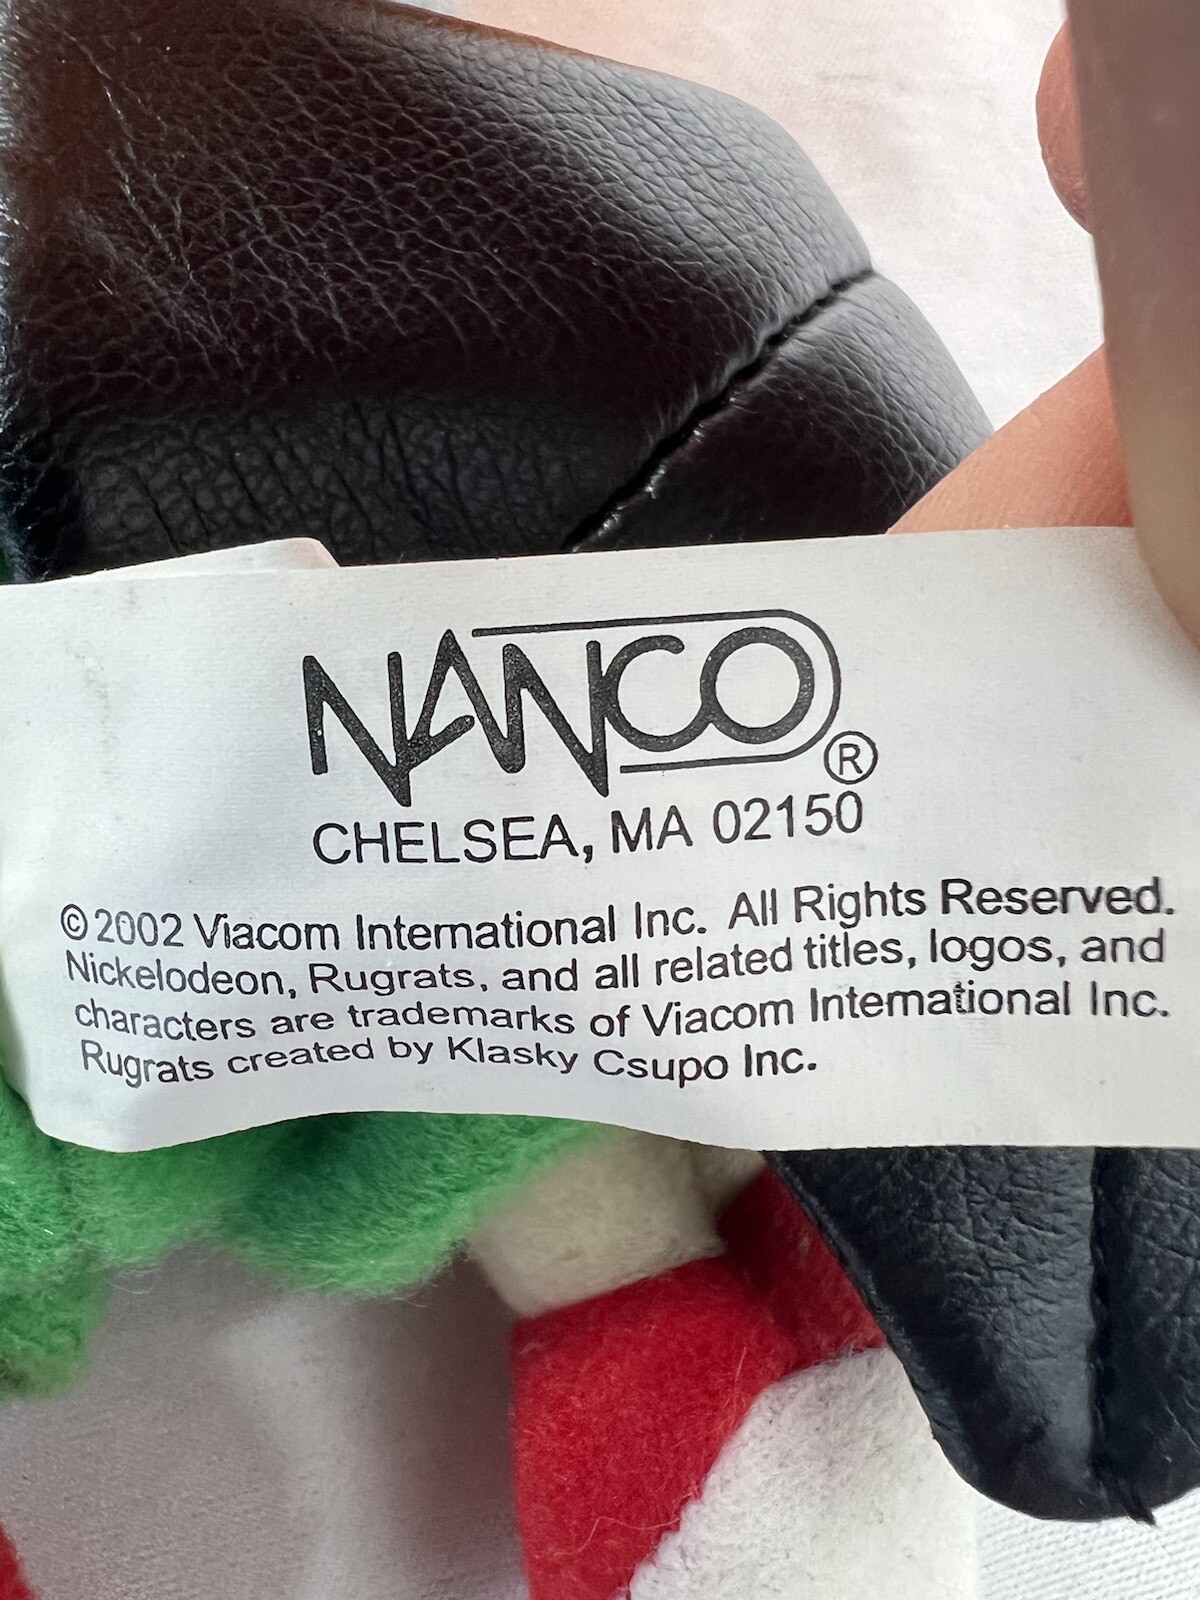 NANCO®
CHELSEA, MA 02150
©2002 Viacom International Inc. All Rights Reserved.
Nickelodeon, Rugrats, and all related titles, logos, and
characters are trademarks of Viacom International Inc.
Rugrats created by Klasky Csupo Inc.